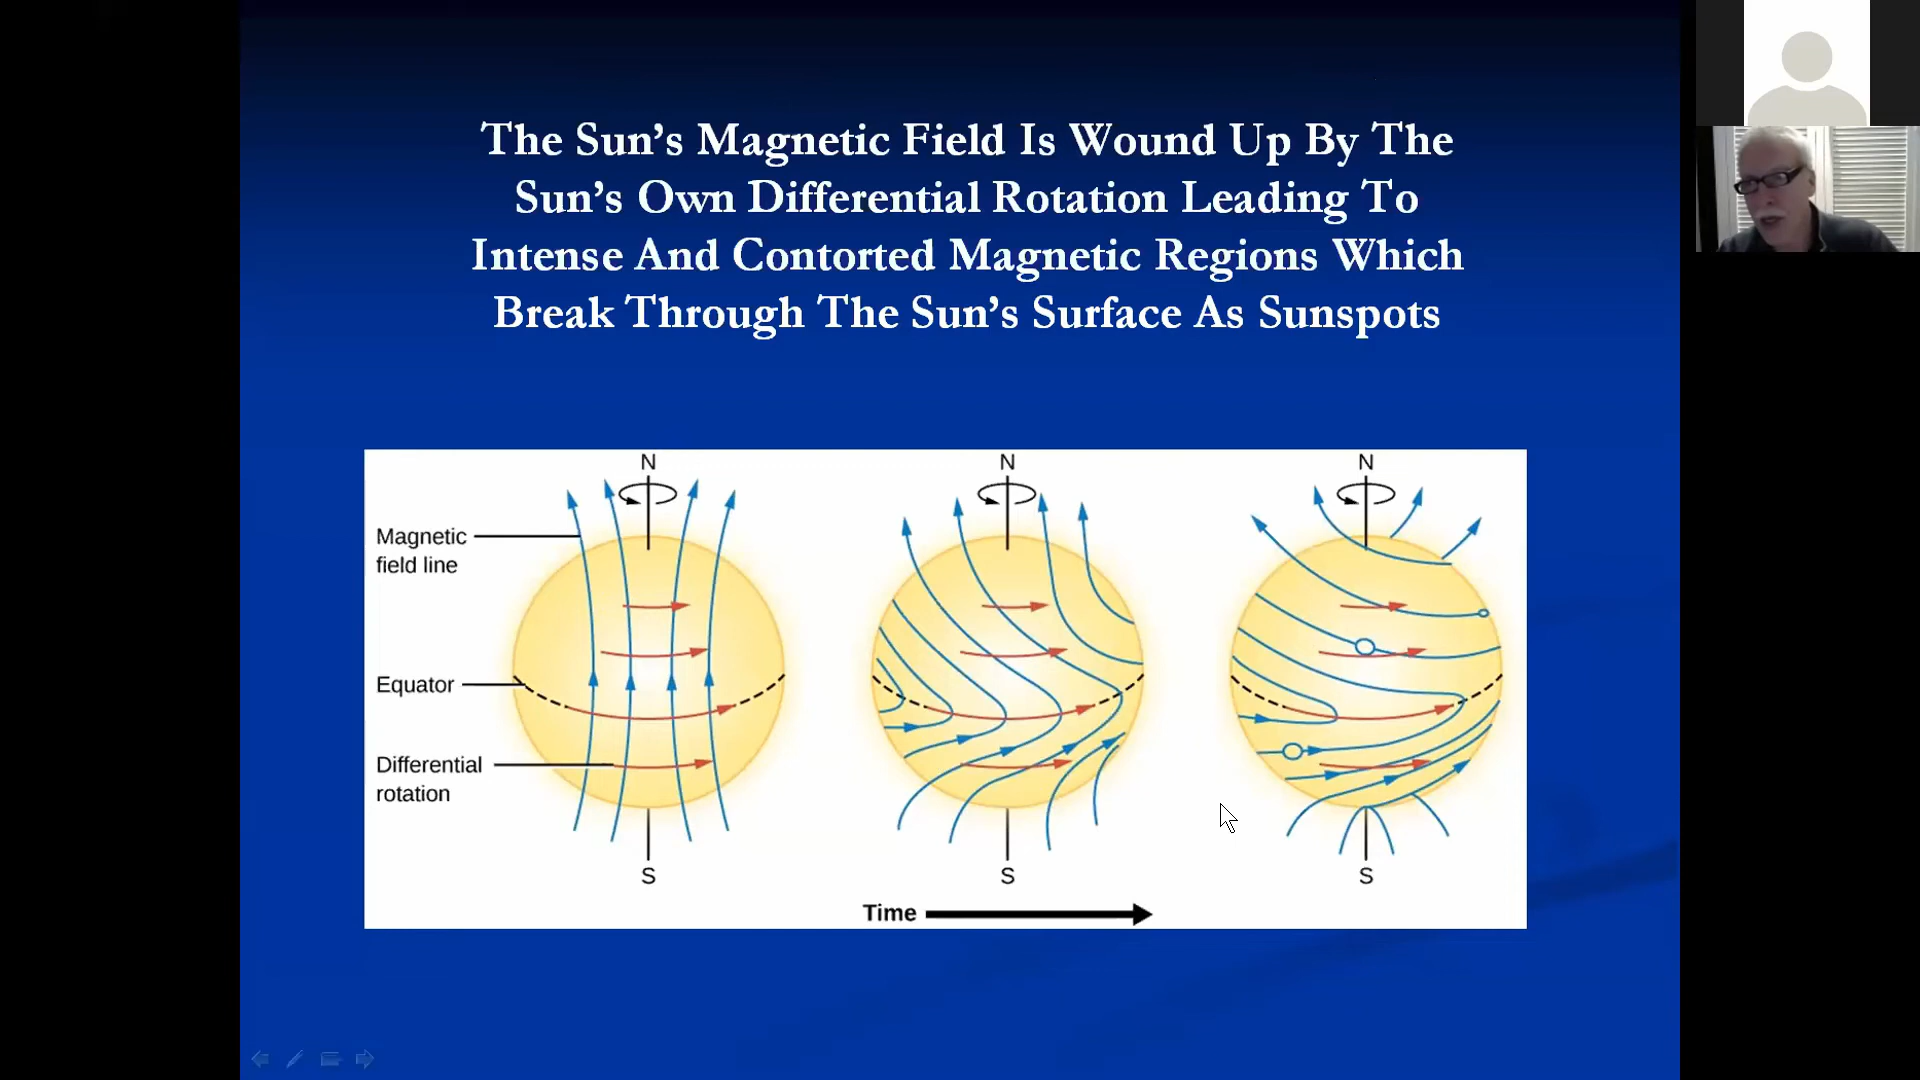 The Sun’s Magnetic Field Is Wound Up By The
Sun’s Own Differential Rotation Leading To
Intense And Contorted Magnetic Regions Which
Break Through The Sun’s Surface As Sunspots
N
N
N
Magnetic
field line
Equator
Differential
rotation
S
S
S
Time